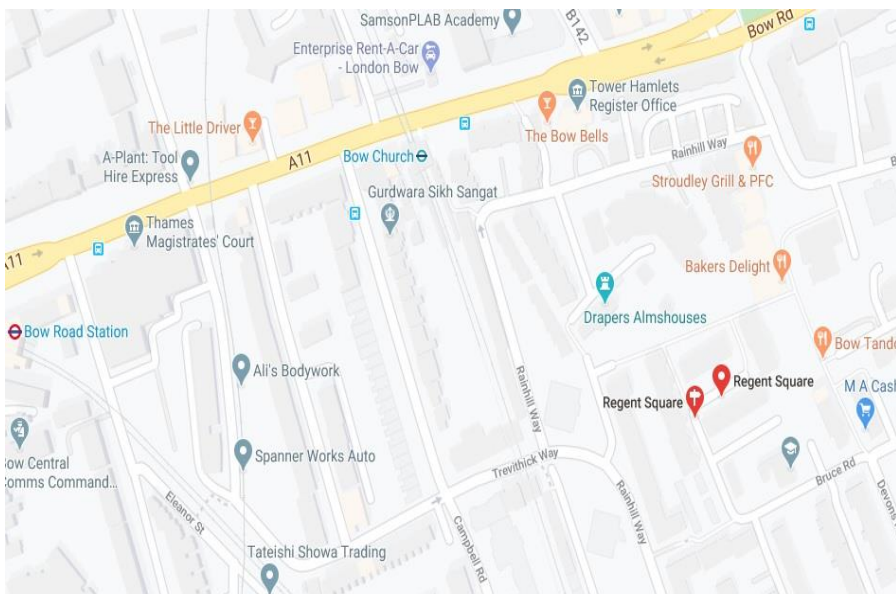 SamsonPLAB Academy
B142
Bow Rd
Enterprise Rent-A-Car
- London Bow
Tower Hamlets
Register Office
The Little Driver
The Bow Bells
A11
Bow Church
Rainhill Way
A-Plant: Tool
Hire Express
Stroudley Grill & PFC
Gurdwara Sikh Sangat
Thames
Magistrates' Court
A11
Bakers Delight
Drapers Almshouses
Bow Road Station
Bow Tande
Ali's Bodywork
Rainhill Way
Regent Square
Regent Square
M A Cash
Spanner Works Auto
Trevithick Way
Bow Central
Comms Command...
Bruce Rd
Rainhill Way
Devons
Eleanor St
Campbell Rd
Tateishi Showa Trading